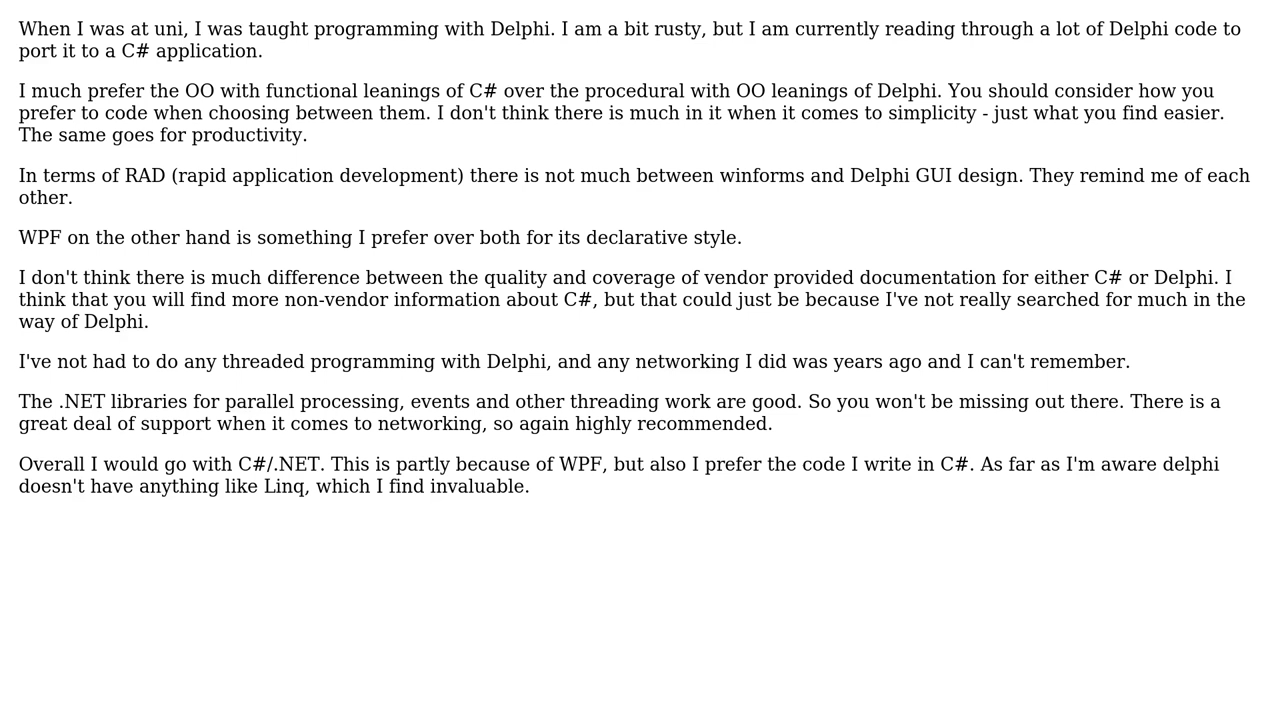 When I was at uni, I was taught programming with Delphi. I am a bit rusty, but I am currently reading through a lot of Delphi code to
port it to a C# application.
I much prefer the OO with functional leanings of C# over the procedural with OO leanings of Delphi. You should consider how you
prefer to code when choosing between them. I don't think there is much in it when it comes to simplicity - just what you find easier.
The same goes for productivity.
In terms of RAD (rapid application development) there is not much between winforms and Delphi GUI design. They remind me of each
other.
WPF on the other hand is something I prefer over both for its declarative style.
I don't think there is much difference between the quality and coverage of vendor provided documentation for either C# or Delphi. I
think that you will find more non-vendor information about C#, but that could just be because I've not really searched for much in the
way of Delphi.
I've not had to do any threaded programming with Delphi, and any networking I did was years ago and I can't remember.
The .NET libraries for parallel processing, events and other threading work are good. So you won't be missing out there. There is a
great deal of support when it comes to networking, so again highly recommended.
Overall I would go with C#/.NET. This is partly because of WPF, but also I prefer the code I write in C#. As far as I'm aware delphi
doesn't have anything like Linq, which I find invaluable.